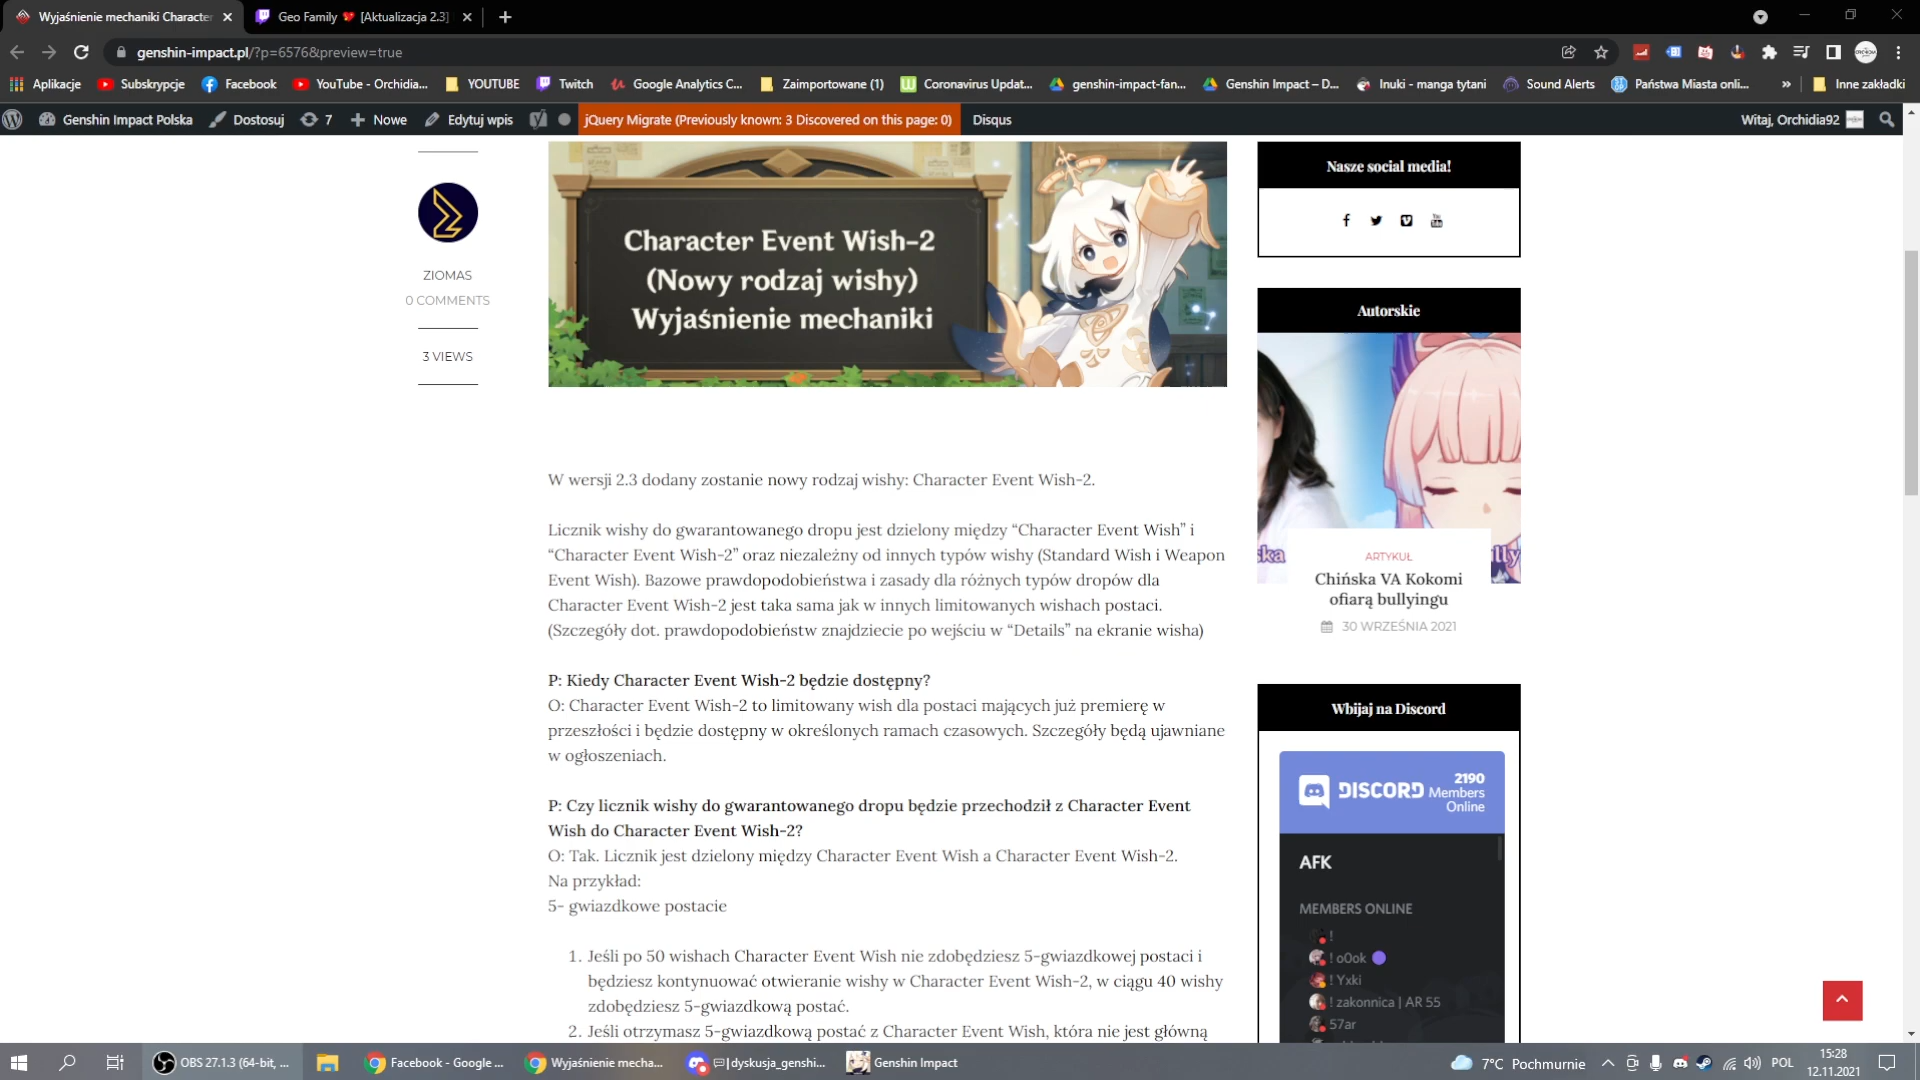 Wyjaśnienie mechaniki Character
Geo Family [Aktualizacja 2.3]
genshin-impact.pl/?p=6576&preview=true
Aplikacje
Subskrypcje
Facebook
YouTube - Orchidia...
YOUTUBE
Twitch
Google Analytics C...
Zaimportowane (1)
Coronavirus Updat...
genshin-impact-fan...
Genshin Impact – D...
Inuki - manga tytani
Sound Alerts
Państwa Miasta onli...
»
Inne zakładki
Genshin Impact Polska
Dostosuj
7
Nowe
Edytuj wpis
jQuery Migrate (Previously known: 3 Discovered on this page: 0)
Disqus
Witaj, Orchidia92
ZIOMAS
0 COMMENTS
3 VIEWS
Character Event Wish-2
(Nowy rodzaj wishy)
Wyjaśnienie mechaniki
W wersji 2.3 dodany zostanie nowy rodzaj wishy: Character Event Wish-2.
Licznik wishy do gwarantowanego dropu jest dzielony między “Character Event Wish” i
“Character Event Wish-2” oraz niezależny od innych typów wishy (Standard Wish i Weapon
Event Wish). Bazowe prawdopodobieństwa i zasady dla różnych typów dropów dla
Character Event Wish-2 jest taka sama jak w innych limitowanych wishach postaci.
(Szczegóły dot. prawdopodobieństw znajdziecie po wejściu w “Details” na ekranie wisha)
P: Kiedy Character Event Wish-2 będzie dostępny?
O: Character Event Wish-2 to limitowany wish dla postaci mających już premierę w
przeszłości i będzie dostępny w określonych ramach czasowych. Szczegóły będą ujawniane
w ogłoszeniach.
P: Czy licznik wishy do gwarantowanego dropu będzie przechodził z Character Event
Wish do Character Event Wish-2?
O: Tak. Licznik jest dzielony między Character Event Wish a Character Event Wish-2.
Na przykład:
5- gwiazdkowe postacie
1. Jeśli po 50 wishach Character Event Wish nie zdobędziesz 5-gwiazdkowej postaci i
będziesz kontynuować otwieranie wishy w Character Event Wish-2, w ciągu 40 wishy
zdobędziesz 5-gwiazdkową postać.
2. Jeśli otrzymasz 5-gwiazdkową postać z Character Event Wish, która nie jest główną
Nasze social media!
Autorskie
ska
lly
ARTYKUŁ
Chińska VA Kokomi
ofiarą bullyingu
30 WRZEŚNIA 2021
Wbijaj na Discord
DISCORD
2190
Members
Online
AFK
MEMBERS ONLINE
!
! oOok
! Yxki
! zakonnica | AR 55
57ar
OBS 27.1.3 (64-bit, ...
Facebook - Google ...
Wyjaśnienie mecha...
|dyskusja_genshi...
Genshin Impact
7°C Pochmurnie
POL
15:28
12.11.2021